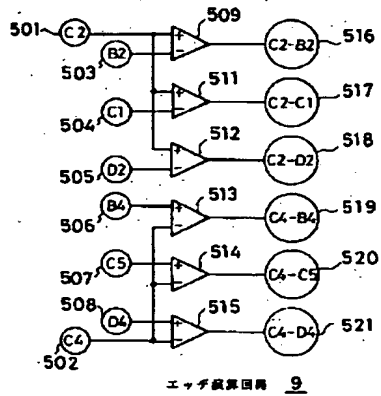 501 C2 + 509 C2-B2 516
503 B2 -
+ 511 C2-C1 517
504 C1 -
+ 512 C2-D2 518
505 D2 -
B4 + 513 C4-B4 519
506 -
C5 + 514 C4-C5 520
507 -
508 D4 + 515 C4-D4 521
C4 -
502
エッヂ演算回路 9